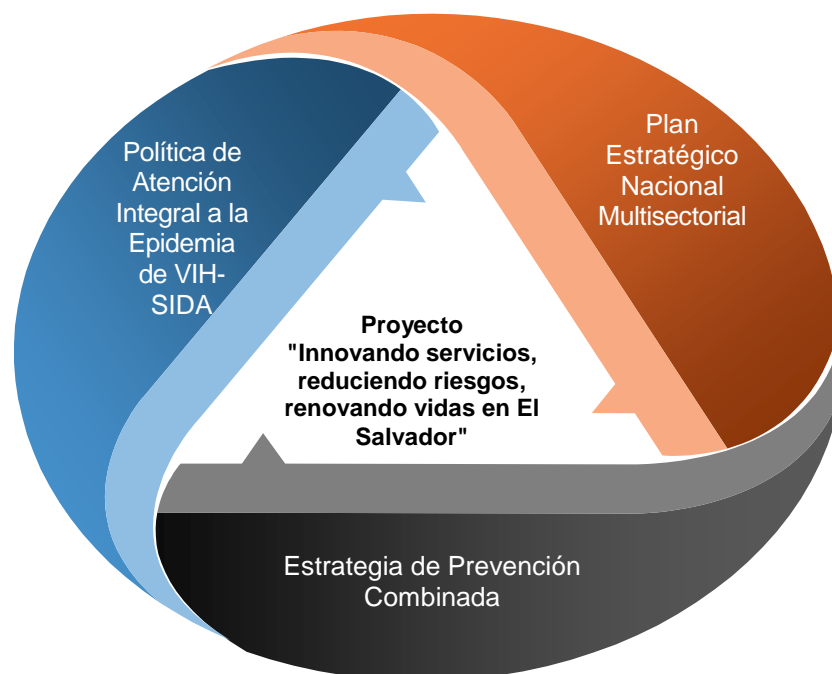 Política de
Atención
Integral a la
Epidemia
de VIH-
SIDA
Plan
Estratégico
Nacional
Multisectorial
Proyecto
"Innovando servicios,
reduciendo riesgos,
renovando vidas en El
Salvador"
Estrategia de Prevención
Combinada